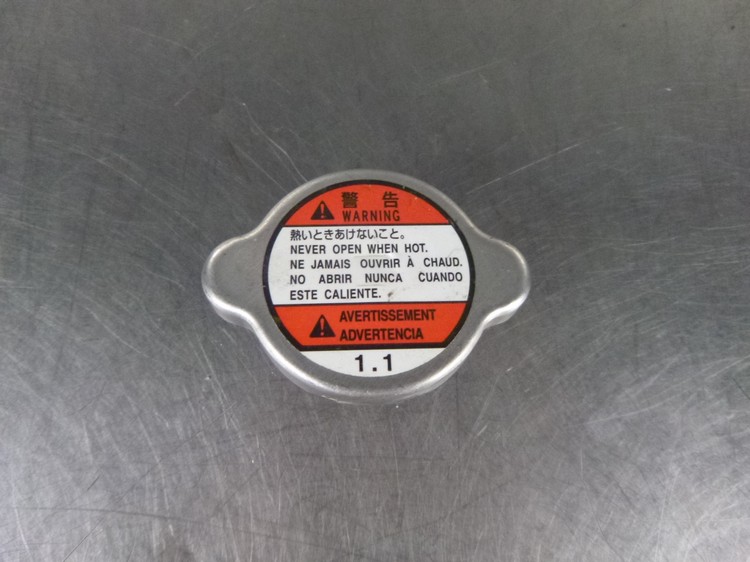 警告
WARNING
熱いときあけないこと。
NEVER OPEN WHEN HOT.
NE JAMAIS OUVRIR À CHAUD.
NO ABRIR NUNCA CUANDO
ESTE CALIENTE.
AVERTISSEMENT
ADVERTENCIA
1.1